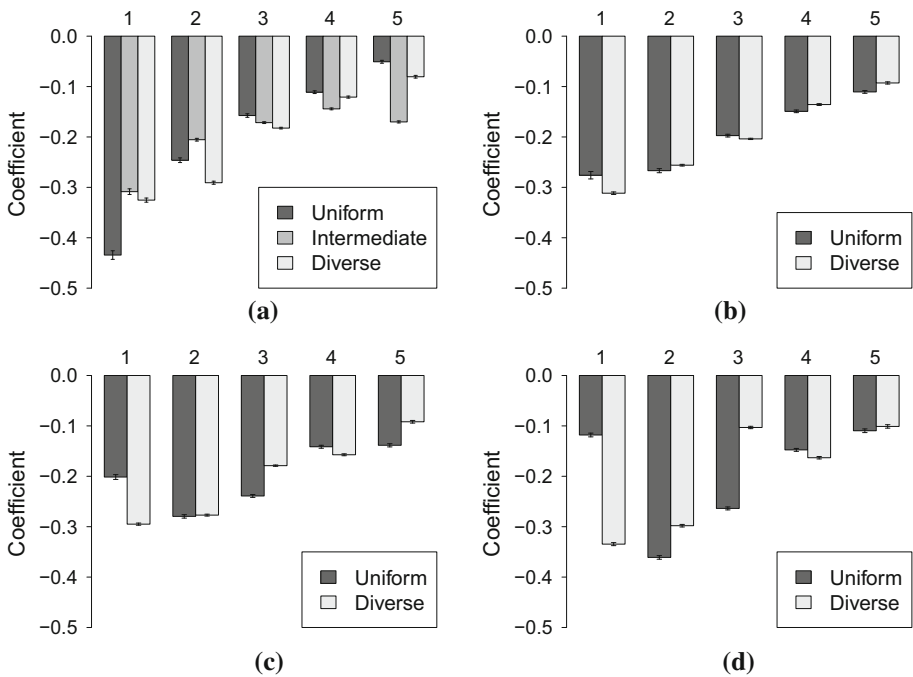 1 2 3 4 5
0.0
−0.1
−0.2
−0.3
−0.4
−0.5
Coefficient
Uniform
Intermediate
Diverse
(a)
1 2 3 4 5
0.0
−0.1
−0.2
−0.3
−0.4
−0.5
Coefficient
Uniform
Diverse
(b)
1 2 3 4 5
0.0
−0.1
−0.2
−0.3
−0.4
−0.5
Coefficient
Uniform
Diverse
(c)
1 2 3 4 5
0.0
−0.1
−0.2
−0.3
−0.4
−0.5
Coefficient
Uniform
Diverse
(d)